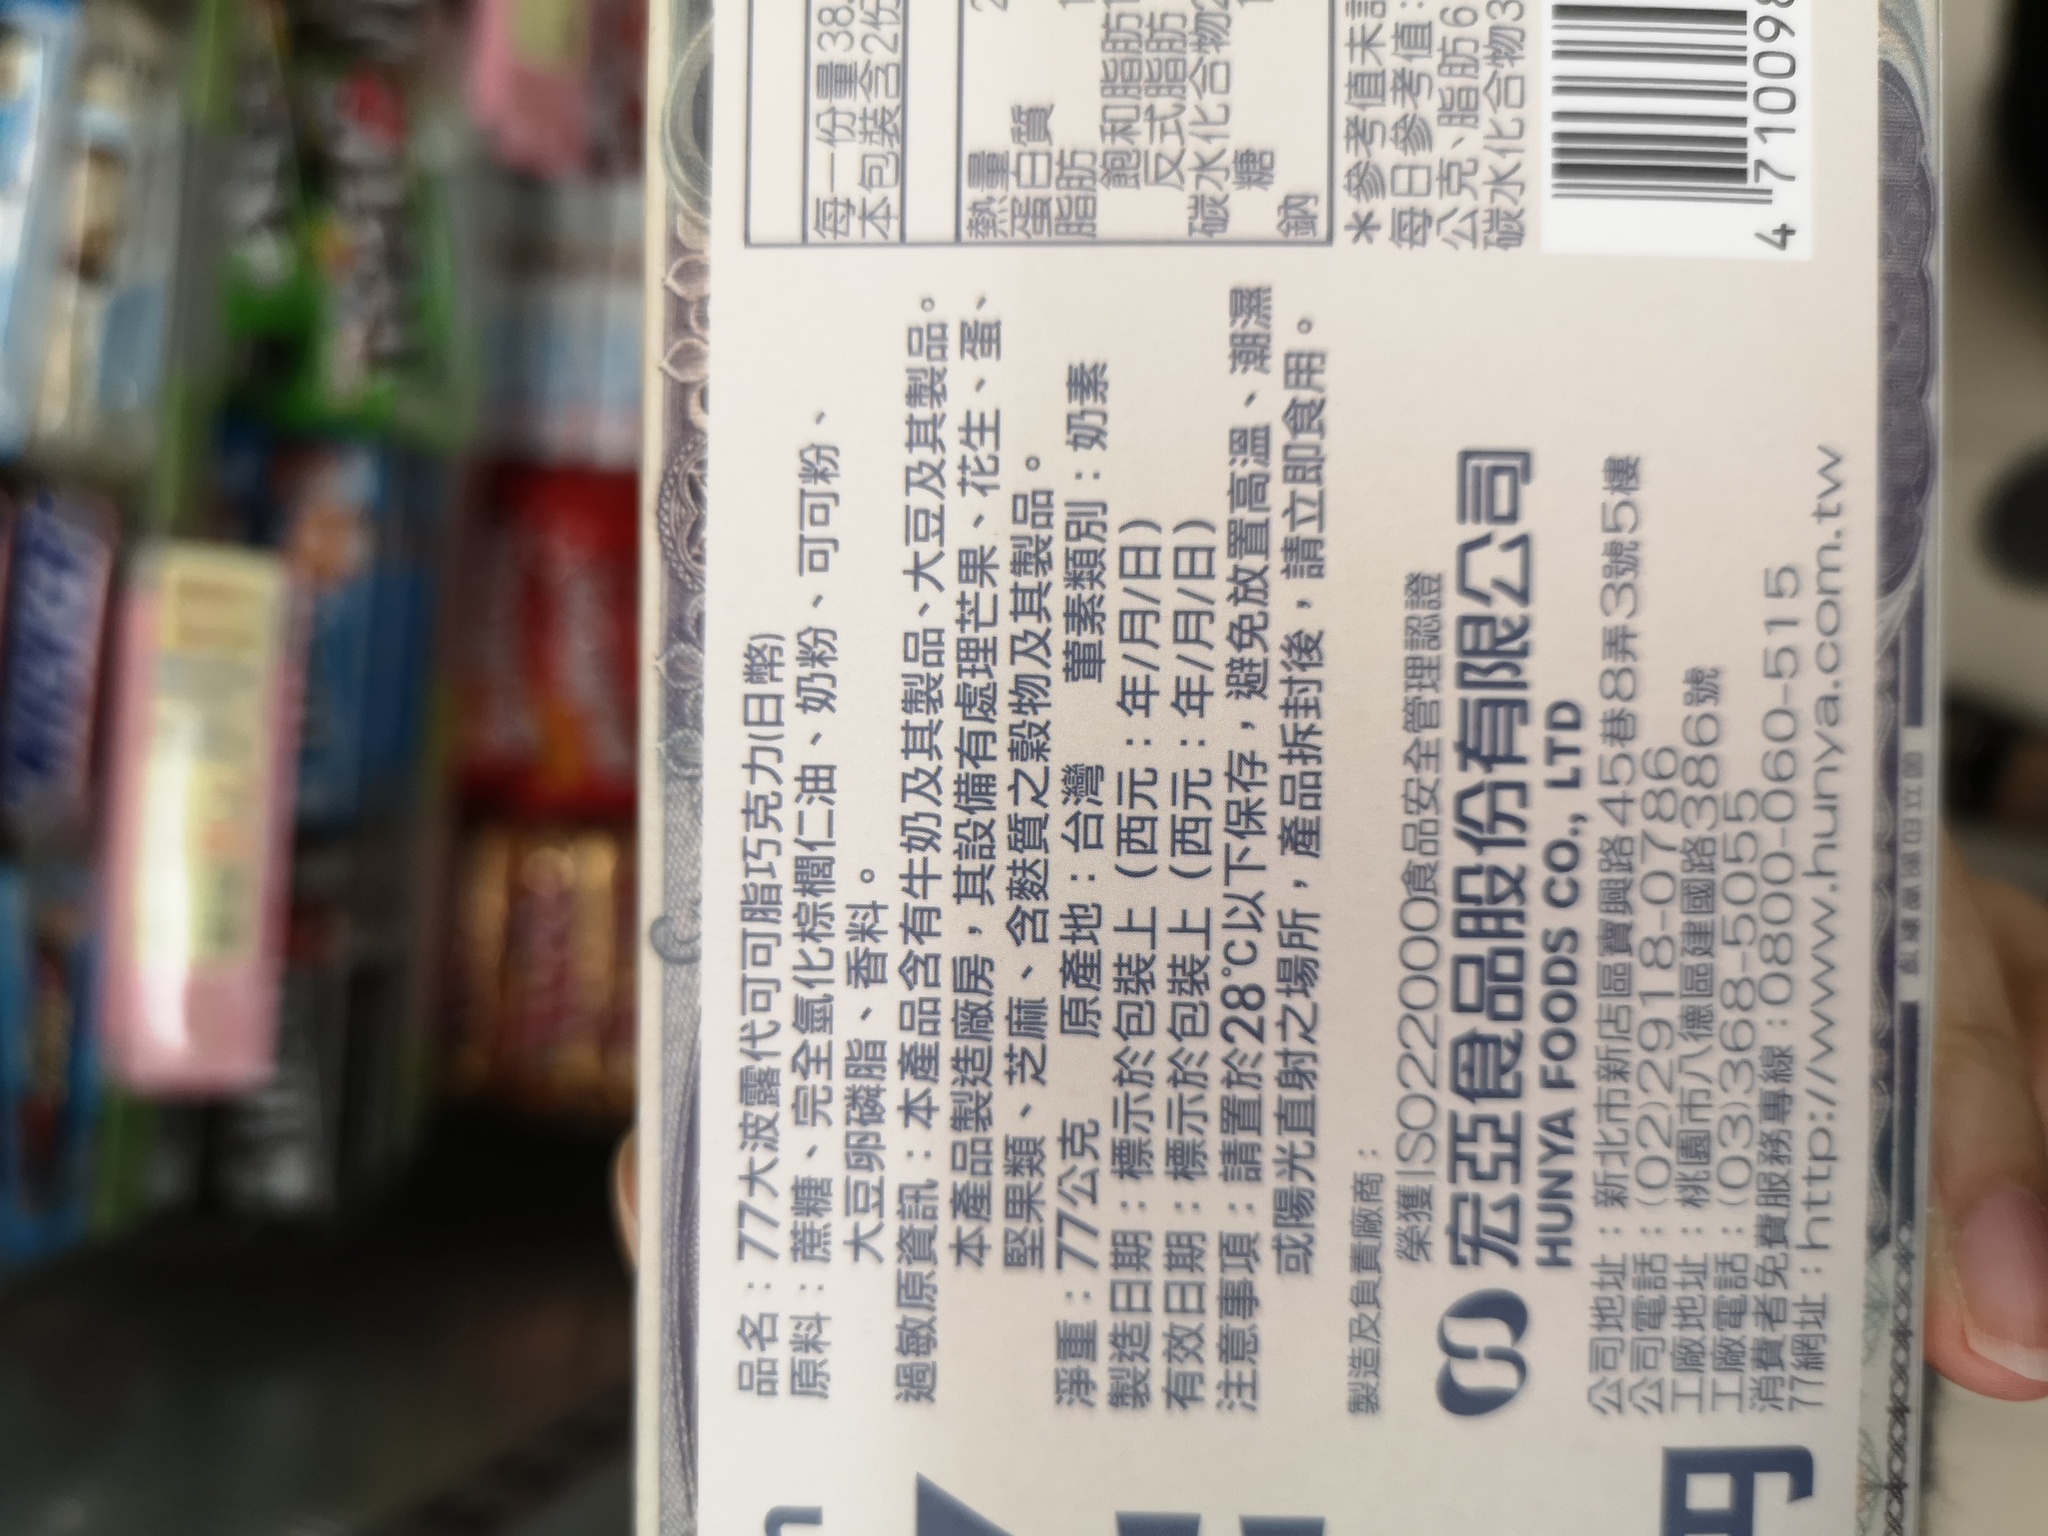 品名：77大波露代可可脂巧克力(日幣)
原料：蔗糖、完全氫化棕櫚仁油、奶粉、可可粉、
大豆卵磷脂、香料。
過敏原資訊：本產品含有牛奶及其製品、大豆及其製品。
本產品製造廠房，其設備有處理芒果、花生、蛋、
堅果類、芝麻、含麩質之穀物及其製品。
淨重：77公克 原產地：台灣 葷素類別：奶素
製造日期：標示於包裝上（西元：年/月/日）
有效日期：標示於包裝上（西元：年/月/日）
注意事項：請置於28℃以下保存，避免放置高溫、潮濕
或陽光直射之場所，產品拆封後，請立即食用。
製造及負責廠商：
榮獲ISO22000食品安全管理認證
宏亞食品股份有限公司
HUNYA FOODS CO., LTD
公司地址：新北市新店區寶興路45巷8弄3號5樓
公司電話：(02)2918-0786
工廠地址：桃園市八德區建國路386號
工廠電話：(03)368-5055
消費者免費服務專線：0800-060-515
77網址：http://www.hunya.com.tw
每一份量38.
本包裝含2份
熱量 2
蛋白質
脂肪 1
飽和脂肪1
反式脂肪
碳水化合物2
糖 1
鈉
＊參考值未
每日參考值：
公克、脂肪6
碳水化合物3
4 710098